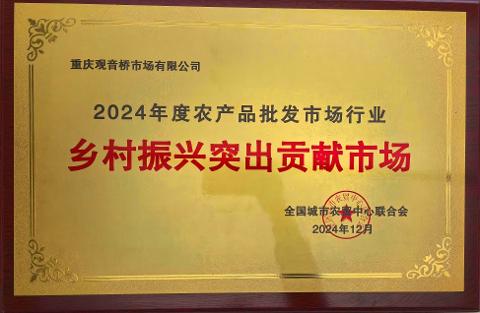 重庆观音桥市场有限公司
2024年度农产品批发市场行业
乡村振兴突出贡献市场
全国城市农贸中心联合会
2024年12月